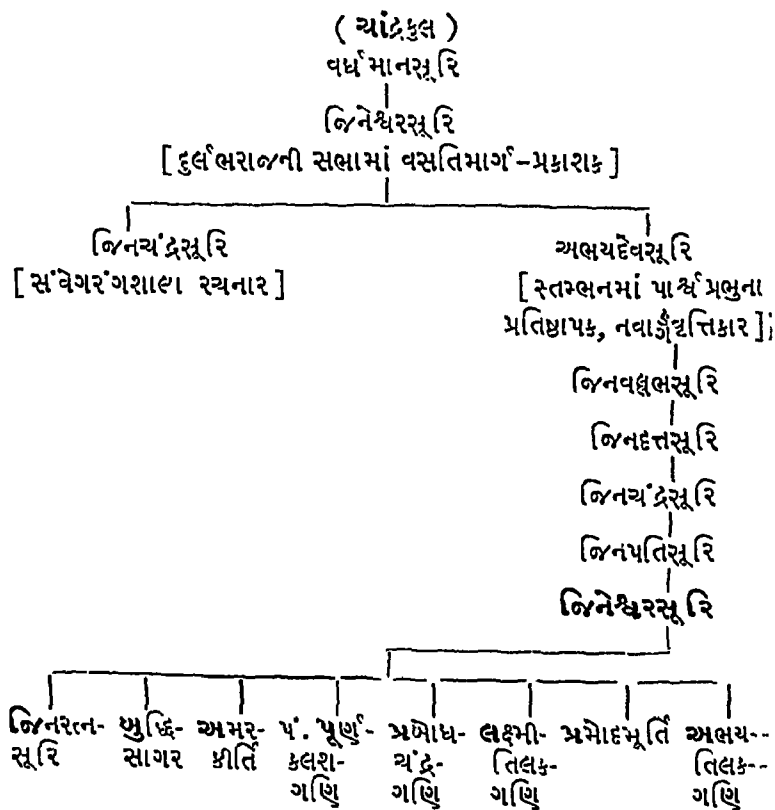 ( ચાંદ્રકુલ )
વર્ધમાનસૂરિ
જિનેશ્વરસૂરિ
[ દુર્લભરાજની સભામાં વસતિમાર્ગ-પ્રકાશક ]
જિનચંદ્રસૂરિ
[ સંવેગરંગશાળા રચનાર ]
અભયદેવસૂરિ
[ સ્તમ્ભનમાં પાર્શ્વપ્રભુના
પ્રતિષ્ઠાપક, નવાઙ્ગવૃત્તિકાર ];
જિનવલ્લભસૂરિ
જિનદત્તસૂરિ
જિનચંદ્રસૂરિ
જિનપતિસૂરિ
જિનેશ્વરસૂરિ
જિનરત્ન-
સૂરિ
બુદ્ધિ-
સાગર
અમર-
કીર્તિ
પં. પૂર્ણ-
કલશ-
ગણિ
પ્રબોધ-
ચંદ્ર-
ગણિ
લક્ષ્મી-
તિલક-
ગણિ
પ્રમોદમૂર્તિ
અભય--
તિલક--
ગણિ